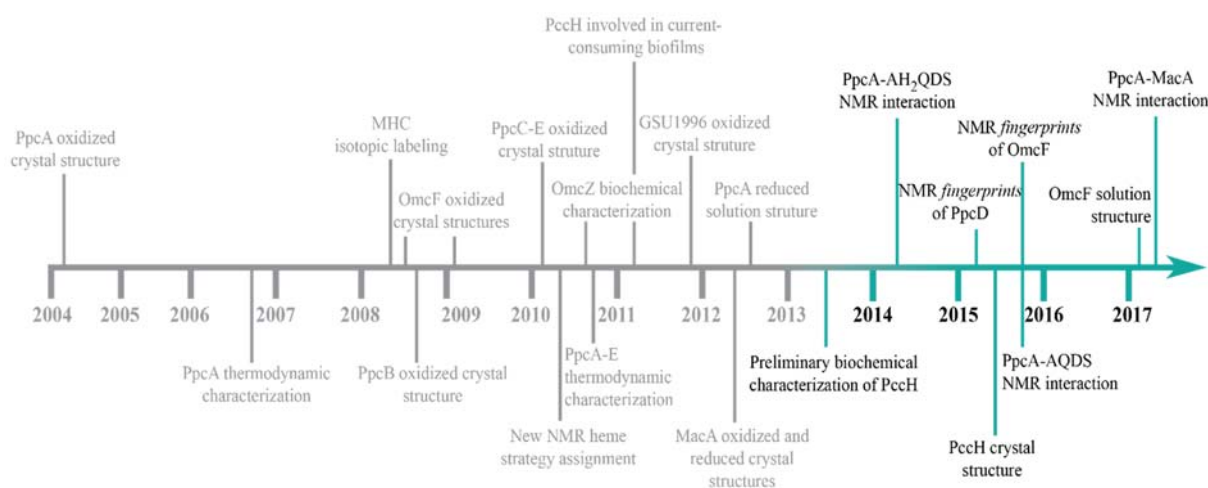 PccH involved in current-
consuming biofilms
PpcA-AH₂QDS
NMR interaction
PpcA-MacA
NMR interaction
PpcA oxidized
crystal structure
MHC
isotopic labeling
PpcC-E oxidized
crystal struture
GSU1996 oxidized
crystal struture
NMR fingerprints
of OmcF
OmcF oxidized
crystal structures
OmcZ biochemical
characterization
PpcA reduced
solution struture
NMR fingerprints
of PpcD
OmcF solution
structure
2004 2005 2006 2007 2008 2009 2010 2011 2012 2013 2014 2015 2016 2017
PpcA thermodynamic
characterization
PpcB oxidized crystal
structure
PpcA-E
thermodynamic
characterization
Preliminary biochemical
characterization of PccH
PpcA-AQDS
NMR interaction
New NMR heme
strategy assignment
MacA oxidized and
reduced crystal
structures
PccH crystal
structure